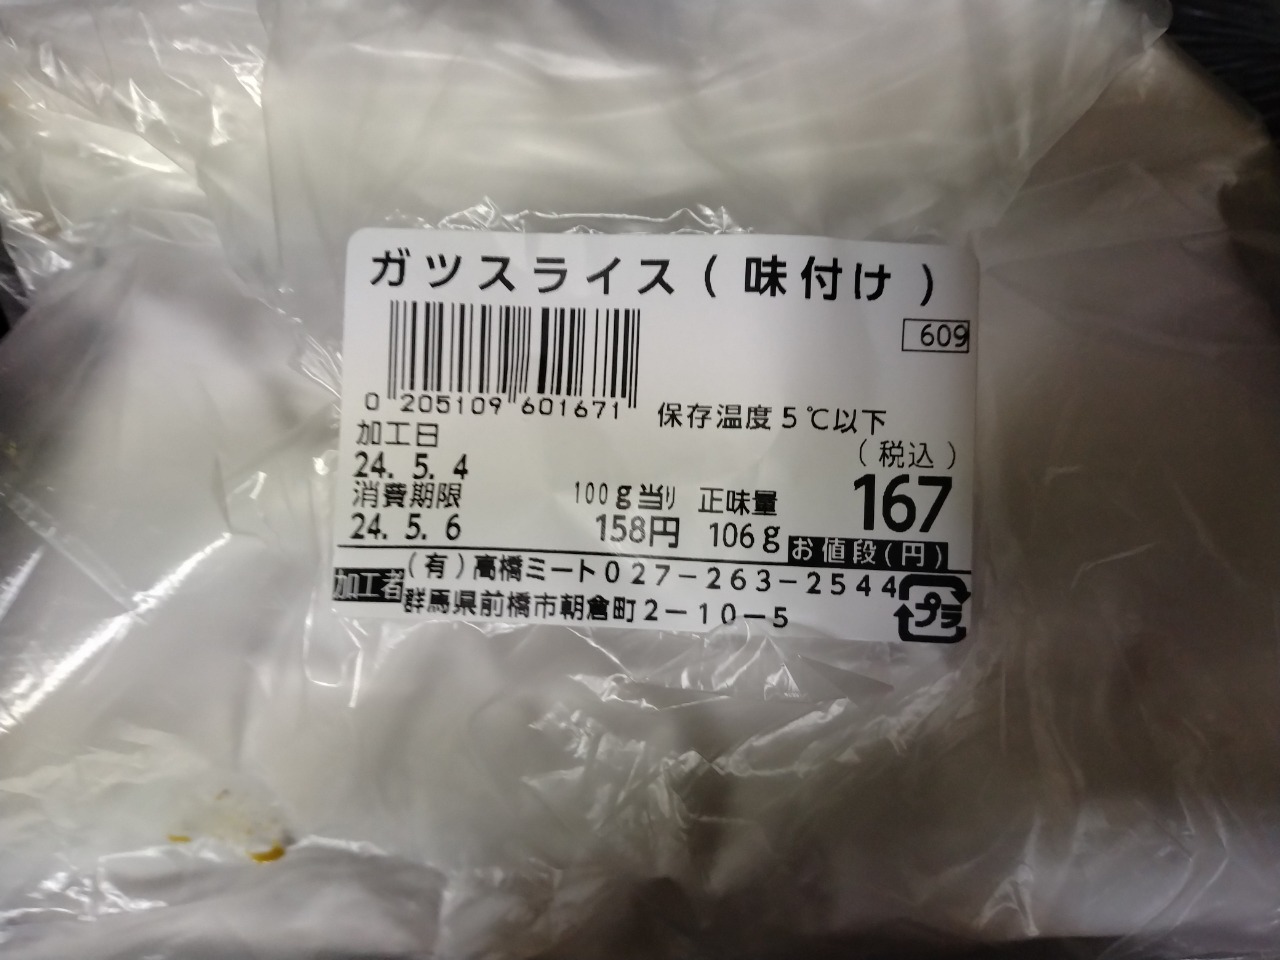 ガツスライス(味付け)
609
0 205109 601671
保存温度5℃以下
加工日
24. 5. 4
(税込)
消費期限
100g当り 正味量
167
24. 5. 6
158円 106g
お値段(円)
加工者
(有)高橋ミート027-263-2544
群馬県前橋市朝倉町2-10-5
プラ